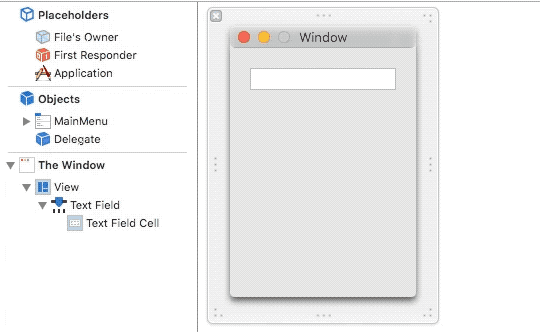 Placeholders
File's Owner
First Responder
Application
Objects
MainMenu
Delegate
The Window
View
Text Field
Text Field Cell
Window